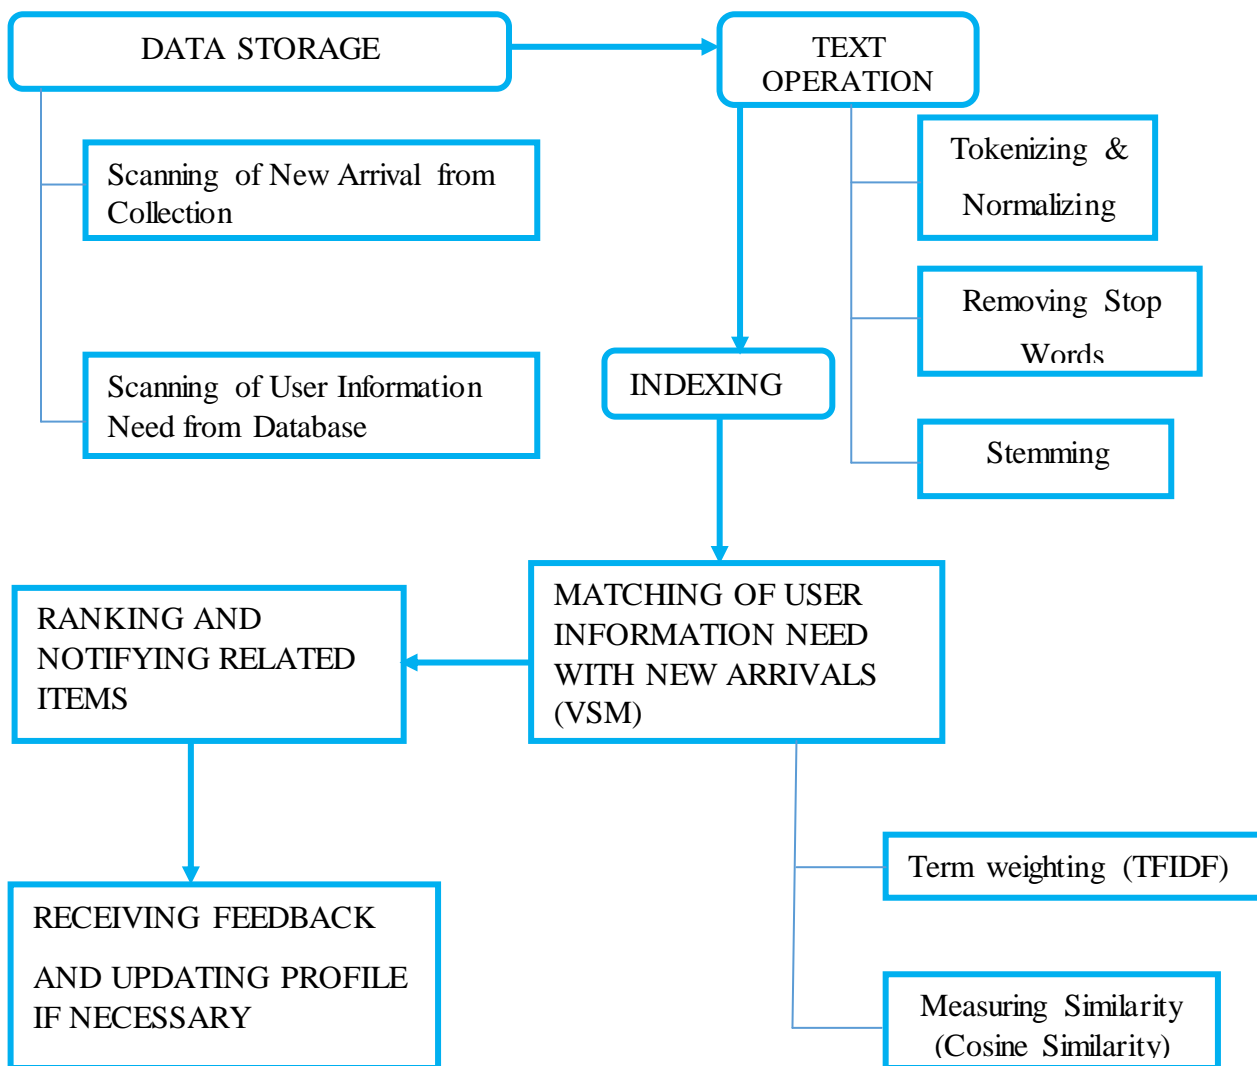 DATA STORAGE
TEXT
OPERATION
Scanning of New Arrival from
Collection
Tokenizing &
Normalizing
Removing Stop
Words
Scanning of User Information
Need from Database
INDEXING
Stemming
MATCHING OF USER
INFORMATION NEED
WITH NEW ARRIVALS
(VSM)
RANKING AND
NOTIFYING RELATED
ITEMS
Term weighting (TFIDF)
RECEIVING FEEDBACK
AND UPDATING PROFILE
IF NECESSARY
Measuring Similarity
(Cosine Similarity)